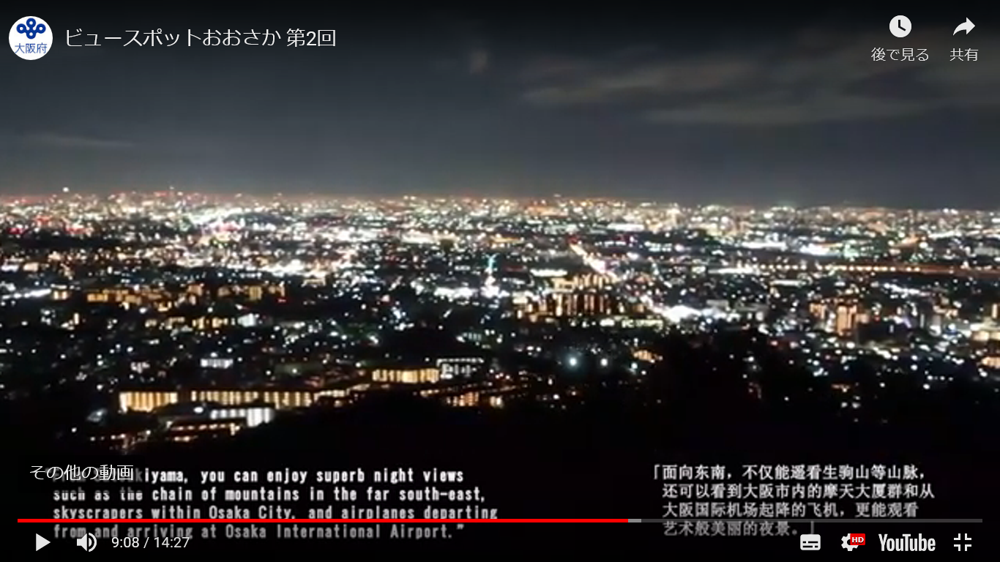 大阪府
ビュースポットおおさか 第2回
後で見る
共有
その他の動画
kiyama, you can enjoy superb night views
such as the chain of mountains in the far south-east,
skyscrapers within Osaka City, and airplanes departing
from and arriving at Osaka International Airport.”
「面向东南，不仅能遥看生驹山等山脉，
还可以看到大阪市内的摩天大厦群和从
大阪国际机场起降的飞机，更能观看
艺术般美丽的夜景。」
9:08 / 14:27
HD
YouTube